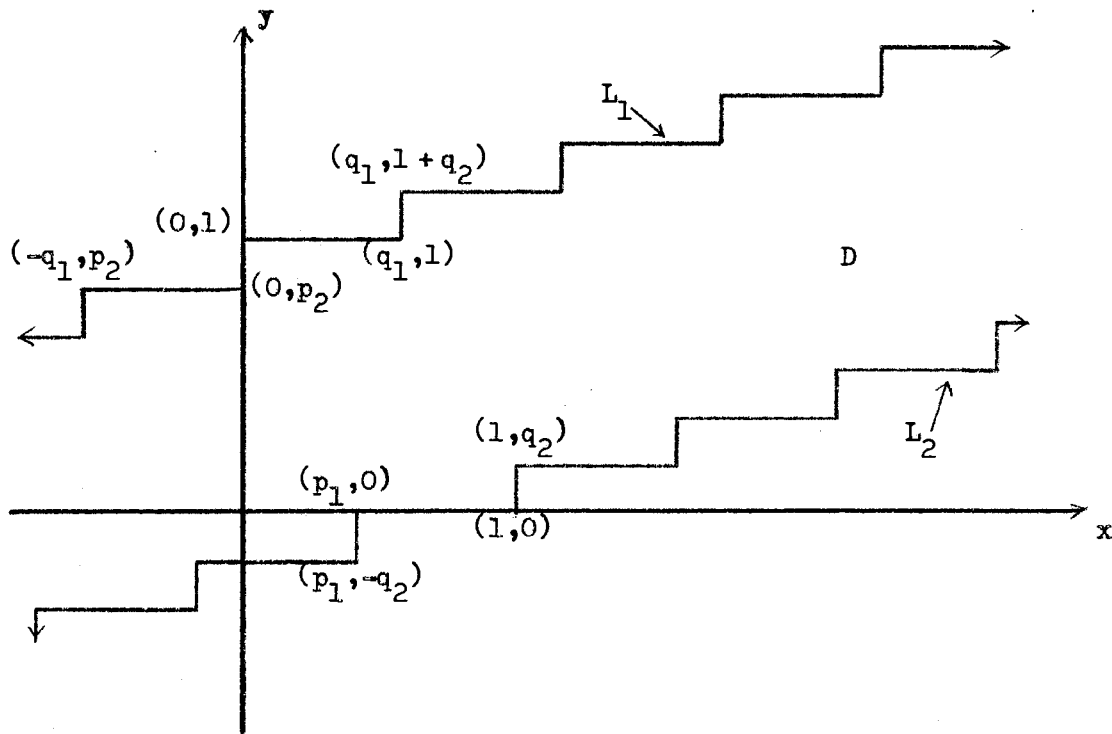 y
L₁
(q₁,1 + q₂)
(0,1)
(-q₁,p₂)
(q₁,1)
D
(0,p₂)
(1,q₂)
L₂
(p₁,0)
(1,0)
x
(p₁,-q₂)